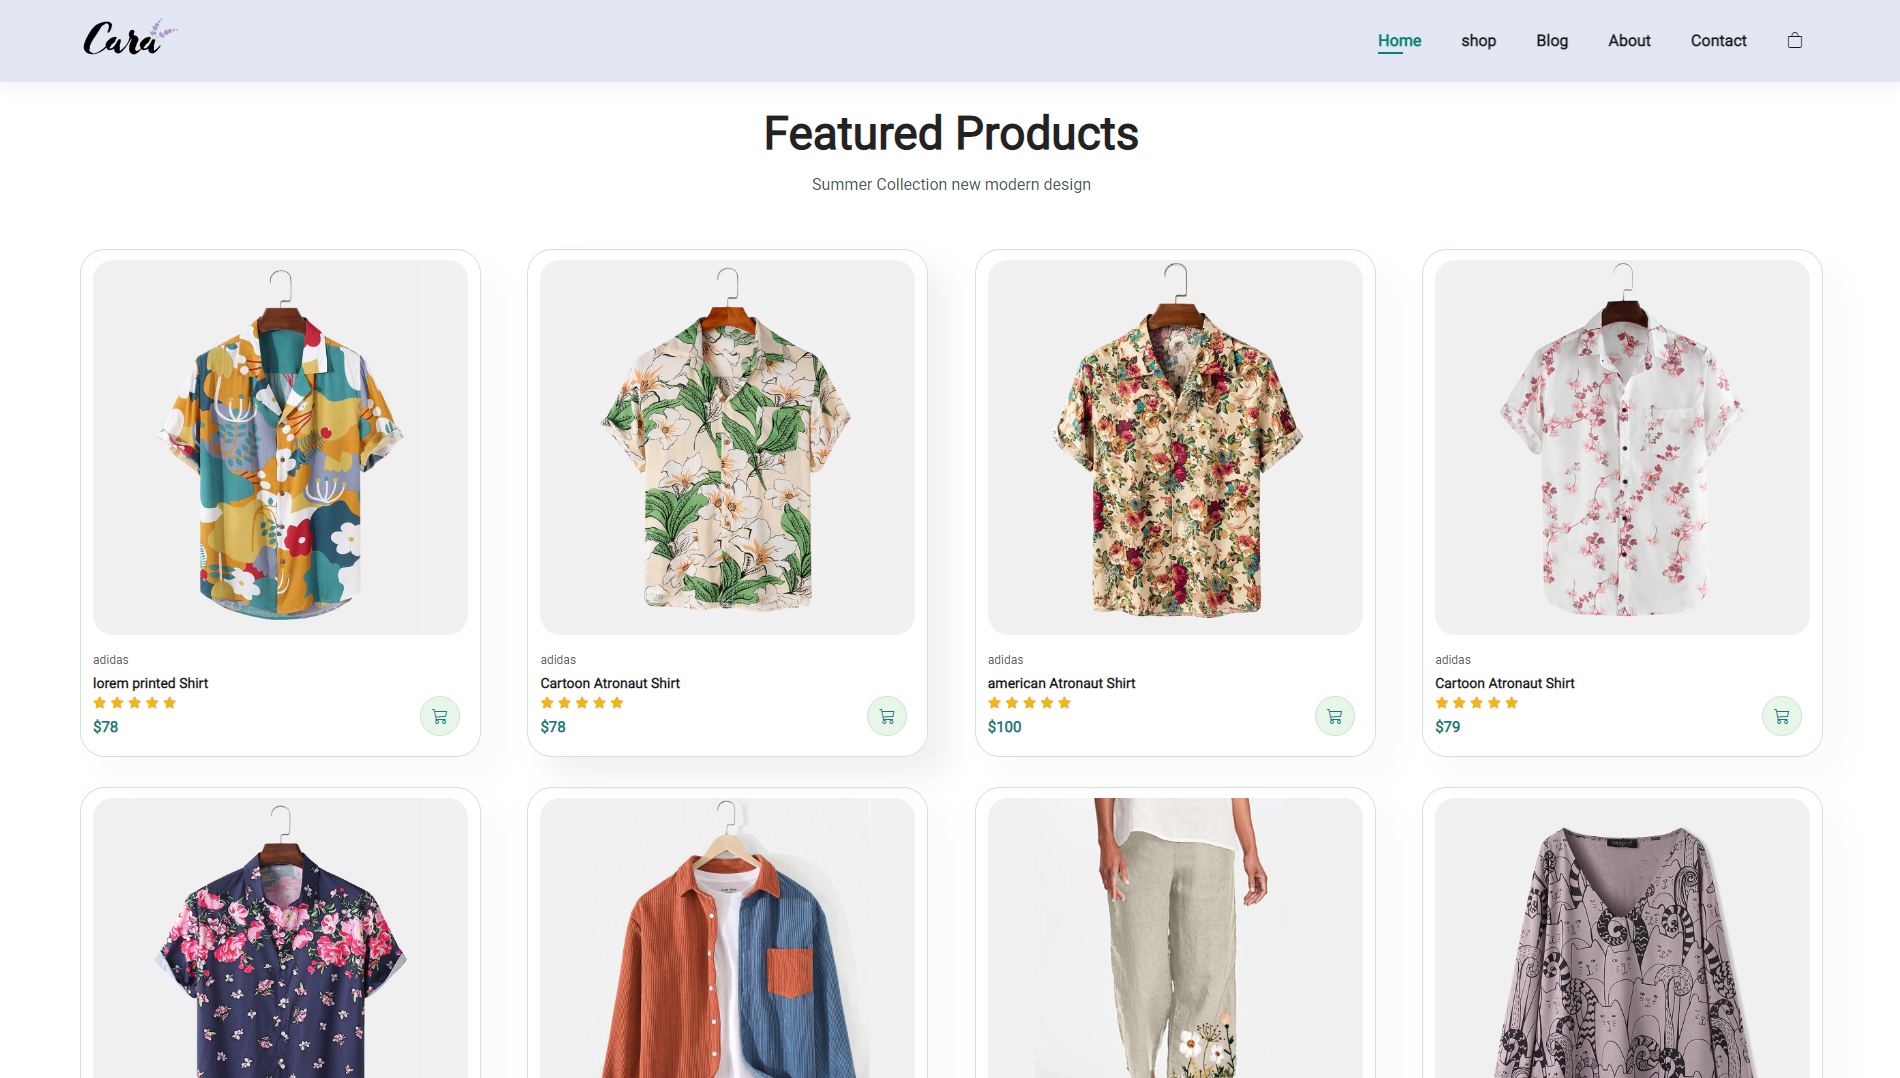 Cara
Home shop Blog About Contact
Featured Products
Summer Collection new modern design
adidas
lorem printed Shirt
$78
adidas
Cartoon Atronaut Shirt
$78
adidas
american Atronaut Shirt
$100
adidas
Cartoon Atronaut Shirt
$79